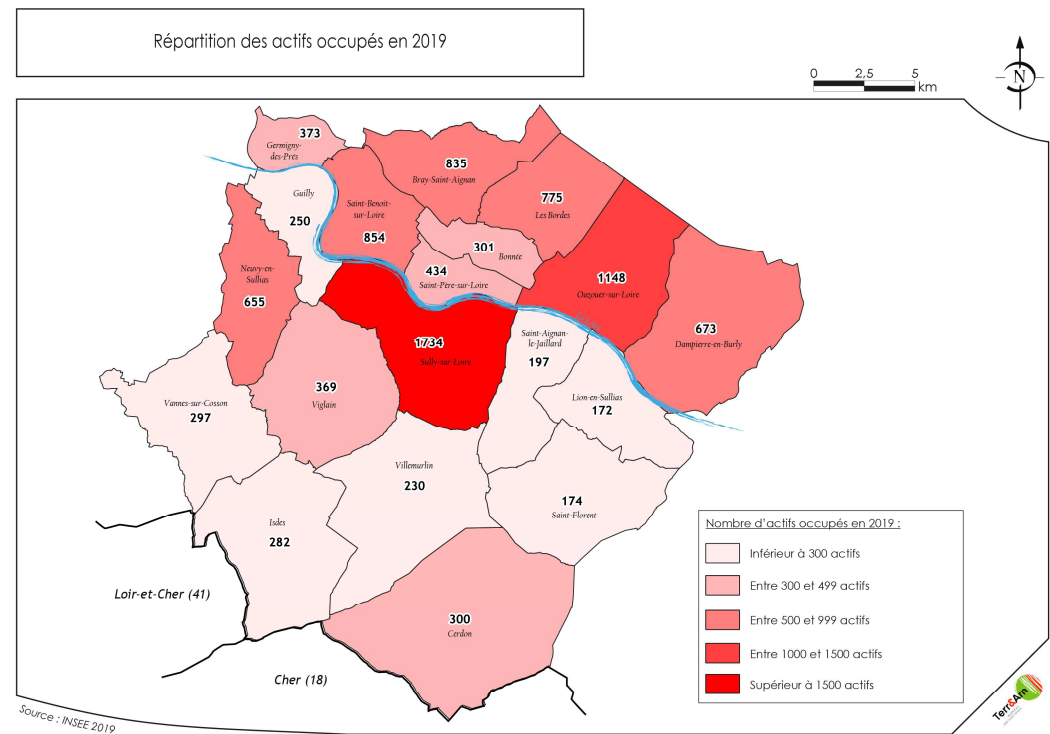 Répartition des actifs occupés en 2019
0 2,5 5
km
N
373
Germigny-
des-Prés
835
Bray-Saint-Aignan
Guilly
250
Saint-Benoit-
sur-Loire
854
775
Les Bordes
301
Bonnée
434
Saint-Père-sur-Loire
Neuvy-en-
Sullias
655
1148
Ouzouer-sur-Loire
673
Dampierre-en-Burly
1734
Sully-sur-Loire
Saint-Aignan-
le-Jaillard
197
369
Viglain
Lion-en-Sullias
172
Vannes-sur-Cosson
297
Villemurlin
230
174
Saint-Florent
Isdes
282
300
Cerdon
Loir-et-Cher (41)
Cher (18)
Nombre d'actifs occupés en 2019 :
Inférieur à 300 actifs
Entre 300 et 499 actifs
Entre 500 et 999 actifs
Entre 1000 et 1500 actifs
Supérieur à 1500 actifs
Source : INSEE 2019
Terr&Am